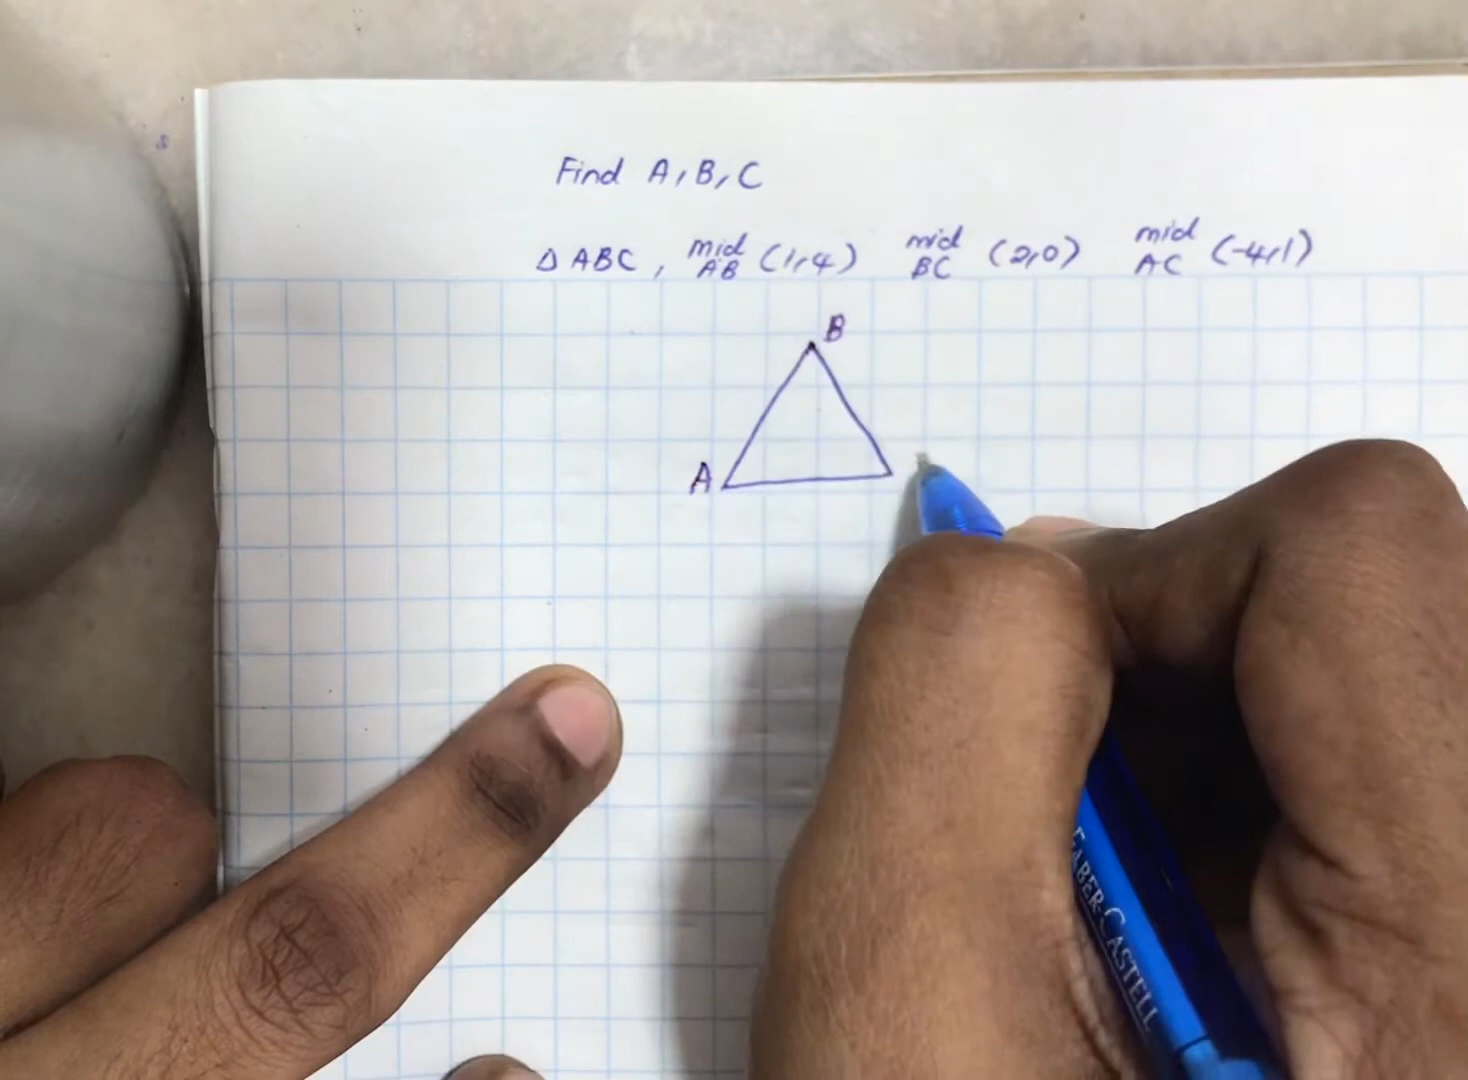 Find A, B, C
Δ ABC, mid AB (1,4) mid BC (2,0) mid AC (-4,1)
B
A
FABER-CASTELL